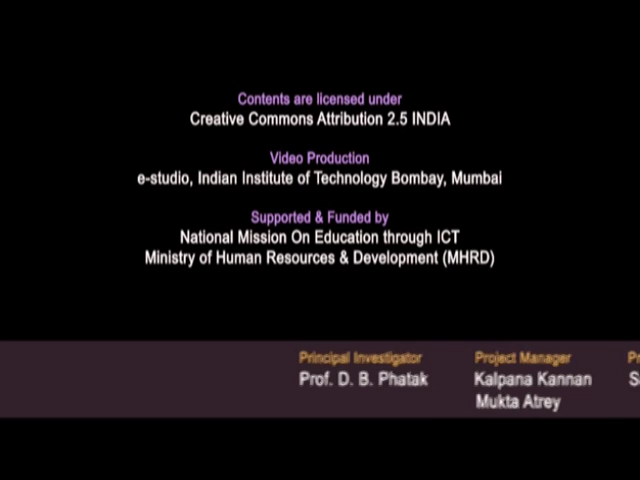 Contents are licensed under
Creative Commons Attribution 2.5 INDIA
Video Production
e-studio, Indian Institute of Technology Bombay, Mumbai
Supported & Funded by
National Mission On Education through ICT
Ministry of Human Resources & Development (MHRD)
Principal Investigator
Prof. D. B. Phatak
Project Manager
Kalpana Kannan
Mukta Atrey